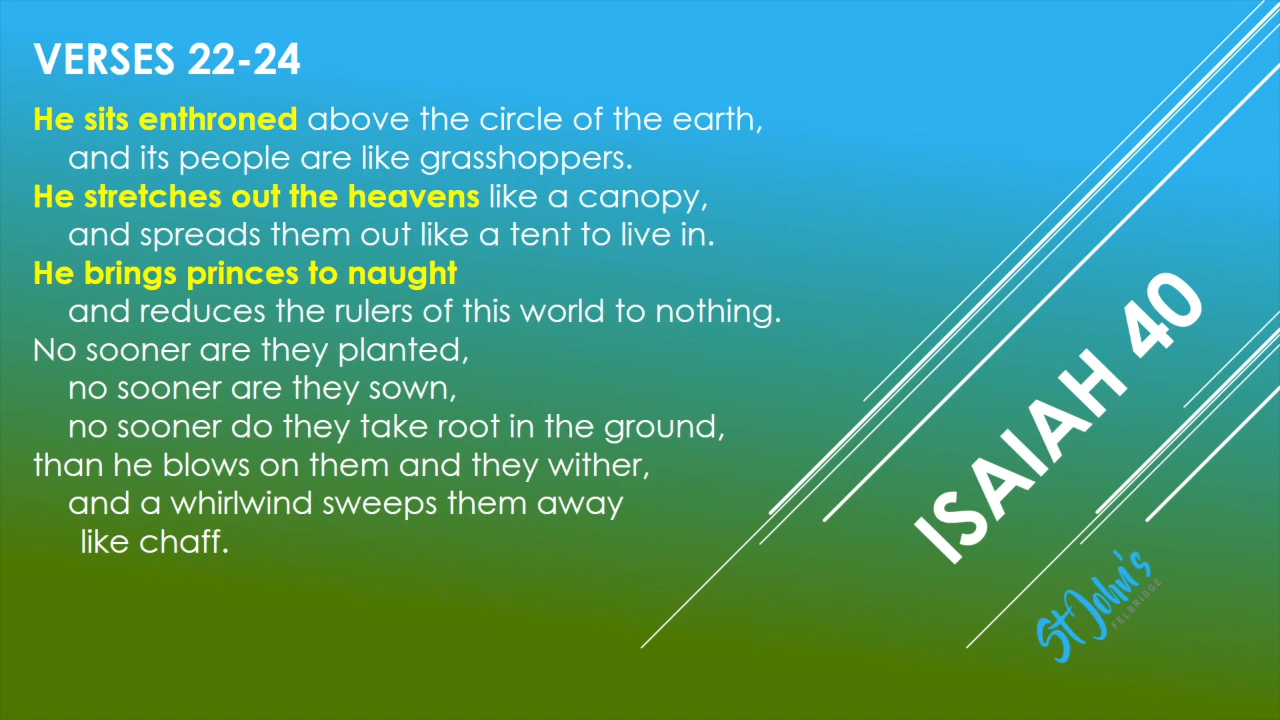 VERSES 22-24
He sits enthroned above the circle of the earth,
and its people are like grasshoppers.
He stretches out the heavens like a canopy,
and spreads them out like a tent to live in.
He brings princes to naught
and reduces the rulers of this world to nothing.
No sooner are they planted,
no sooner are they sown,
no sooner do they take root in the ground,
than he blows on them and they wither,
and a whirlwind sweeps them away
like chaff.
ISAIAH 40
St John's
FELBRIDGE